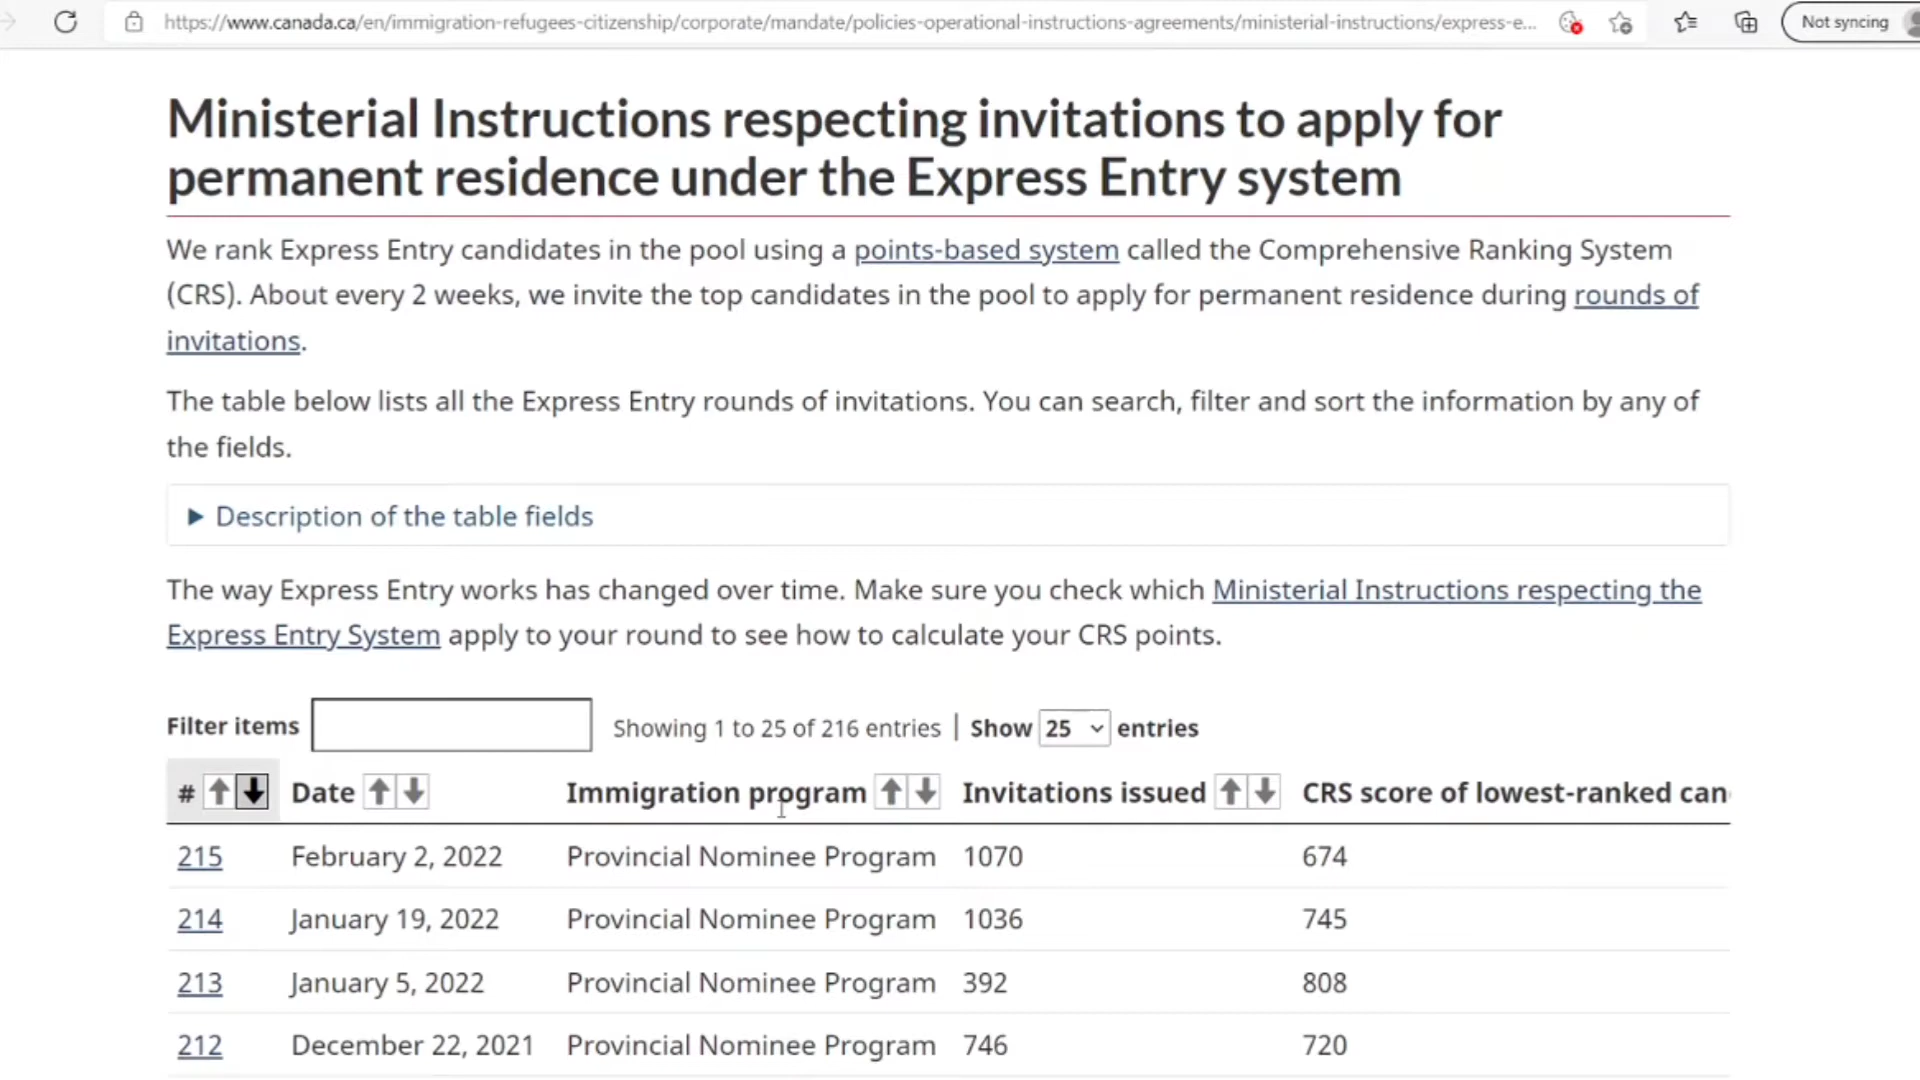 https://www.canada.ca/en/immigration-refugees-citizenship/corporate/mandate/policies-operational-instructions-agreements/ministerial-instructions/express-e...
Not syncing
Ministerial Instructions respecting invitations to apply for
permanent residence under the Express Entry system
We rank Express Entry candidates in the pool using a points-based system called the Comprehensive Ranking System
(CRS). About every 2 weeks, we invite the top candidates in the pool to apply for permanent residence during rounds of
invitations.
The table below lists all the Express Entry rounds of invitations. You can search, filter and sort the information by any of
the fields.
Description of the table fields
The way Express Entry works has changed over time. Make sure you check which Ministerial Instructions respecting the
Express Entry System apply to your round to see how to calculate your CRS points.
Filter items Showing 1 to 25 of 216 entries | Show 25 entries
# Date Immigration program Invitations issued CRS score of lowest-ranked can
215 February 2, 2022 Provincial Nominee Program 1070 674
214 January 19, 2022 Provincial Nominee Program 1036 745
213 January 5, 2022 Provincial Nominee Program 392 808
212 December 22, 2021 Provincial Nominee Program 746 720